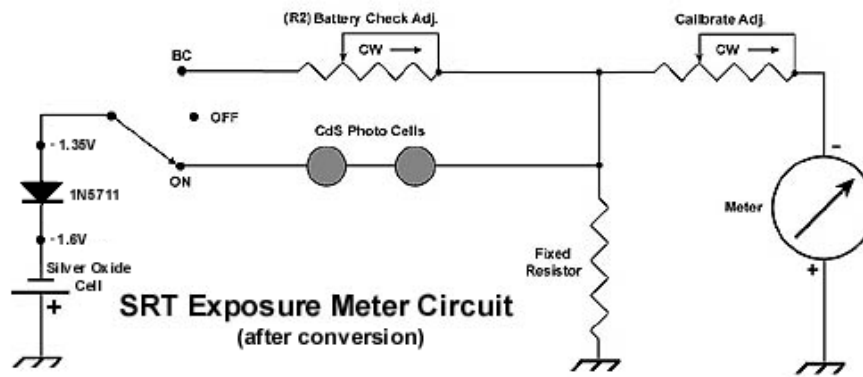 (R2) Battery Check Adj.
Calibrate Adj.
BC
CW
CW
OFF
CdS Photo Cells
- 1.35V
ON
1N5711
Meter
-
- 1.6V
Silver Oxide
Cell
+
Fixed
Resistor
+
SRT Exposure Meter Circuit
(after conversion)